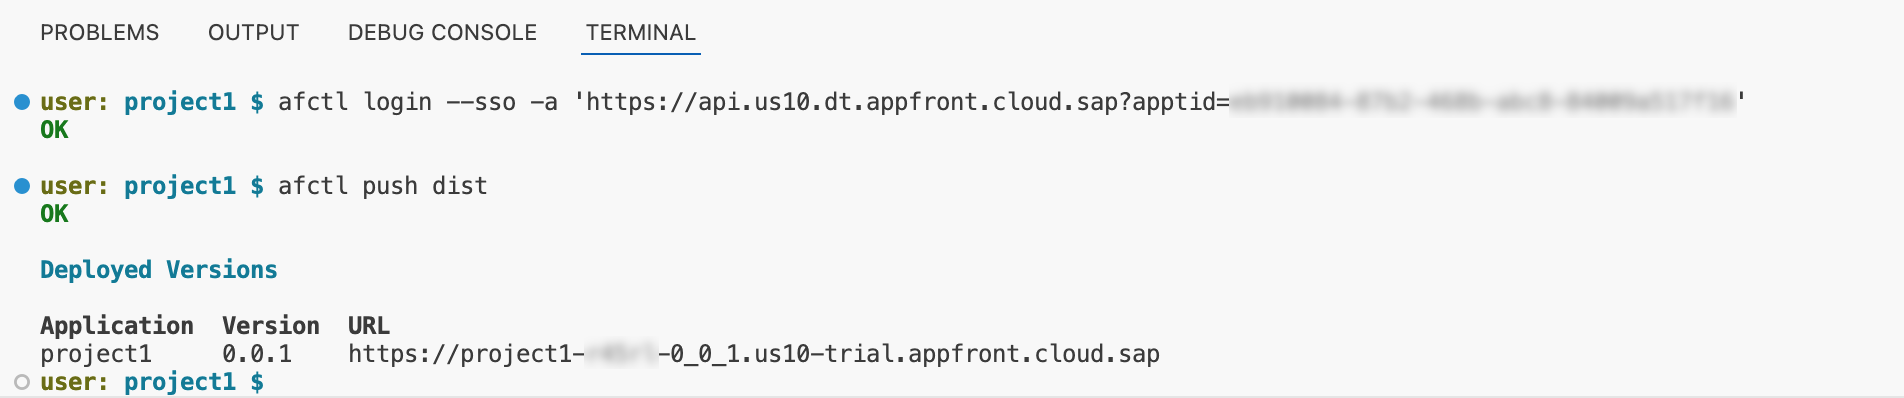 PROBLEMS OUTPUT DEBUG CONSOLE TERMINAL
user: project1 $ afctl login --sso -a 'https://api.us10.dt.appfront.cloud.sap?apptid= '
OK
user: project1 $ afctl push dist
OK
Deployed Versions
Application Version URL
project1 0.0.1 https://project1- -0_0_1.us10-trial.appfront.cloud.sap
user: project1 $